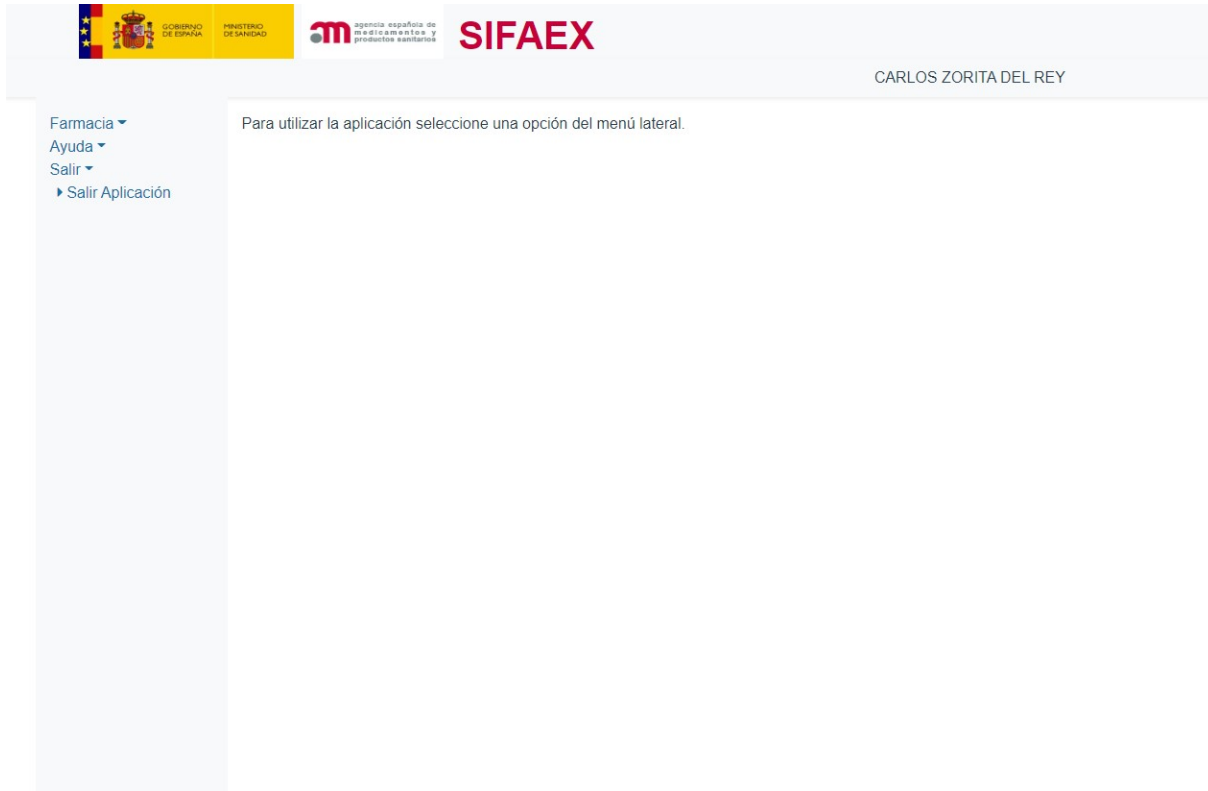 GOBIERNO
DE ESPAÑA
MINISTERIO
DE SANIDAD
agencia española de
medicamentos y
productos sanitarios
SIFAEX
CARLOS ZORITA DEL REY
Farmacia
Ayuda
Salir
Salir Aplicación
Para utilizar la aplicación seleccione una opción del menú lateral.